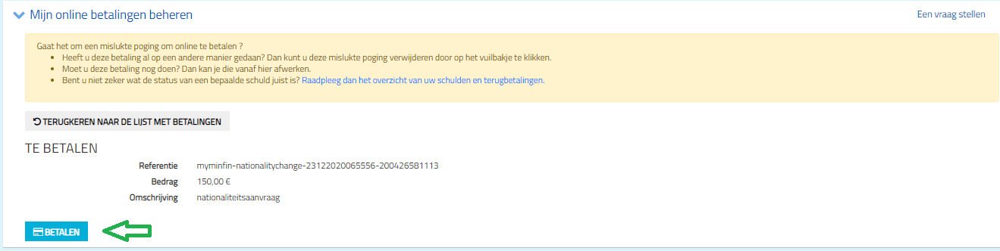 Mijn online betalingen beheren
Een vraag stellen
Gaat het om een mislukte poging om online te betalen ?
Heeft u deze betaling al op een andere manier gedaan? Dan kunt u deze mislukte poging verwijderen door op het vuilbakje te klikken.
Moet u deze betaling nog doen? Dan kan je die vanaf hier afwerken.
Bent u niet zeker wat de status van een bepaalde schuld juist is? Raadpleeg dan het overzicht van uw schulden en terugbetalingen.
TERUGKEREN NAAR DE LIJST MET BETALINGEN
TE BETALEN
Referentie myminfin-nationalitychange-23122020065556-200426581113
Bedrag 150,00 €
Omschrijving nationaliteitsaanvraag
BETALEN